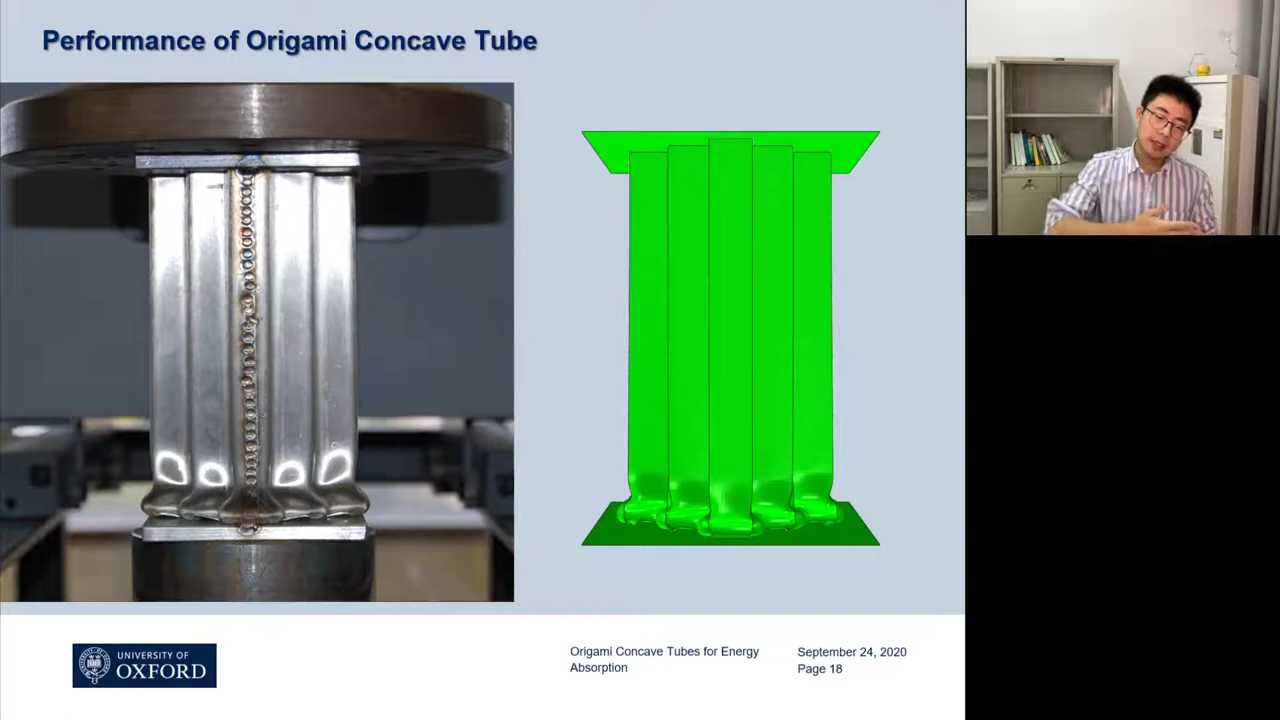 Performance of Origami Concave Tube
UNIVERSITY OF
OXFORD
Origami Concave Tubes for Energy
Absorption
September 24, 2020
Page 18